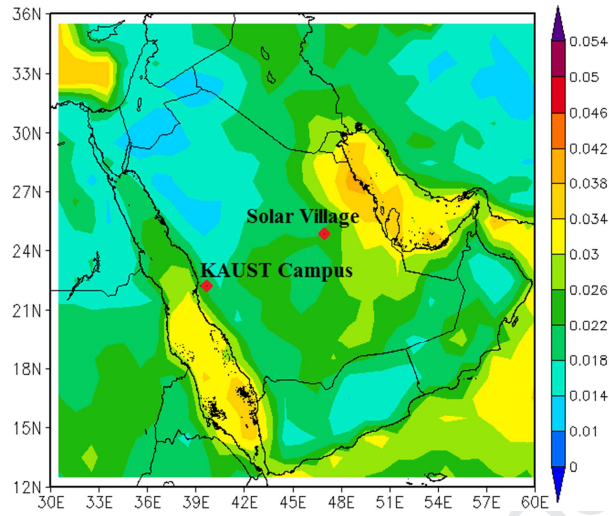 36N
33N
30N
27N
24N
21N
18N
15N
12N
30E 33E 36E 39E 42E 45E 48E 51E 54E 57E 60E
Solar Village
KAUST Campus
0.054
0.05
0.046
0.042
0.038
0.034
0.03
0.026
0.022
0.018
0.014
0.01
0